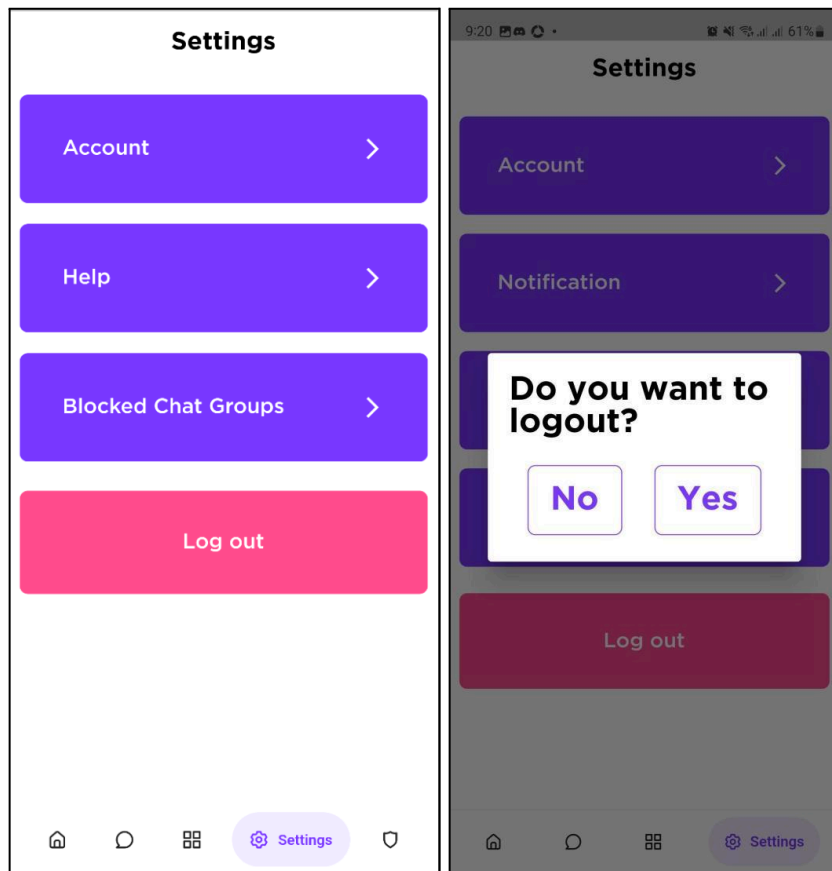 Settings
Account
Help
Blocked Chat Groups
Log out
Settings
9:20
61%
Settings
Account
Notification
Do you want to
logout?
No
Yes
Log out
Settings